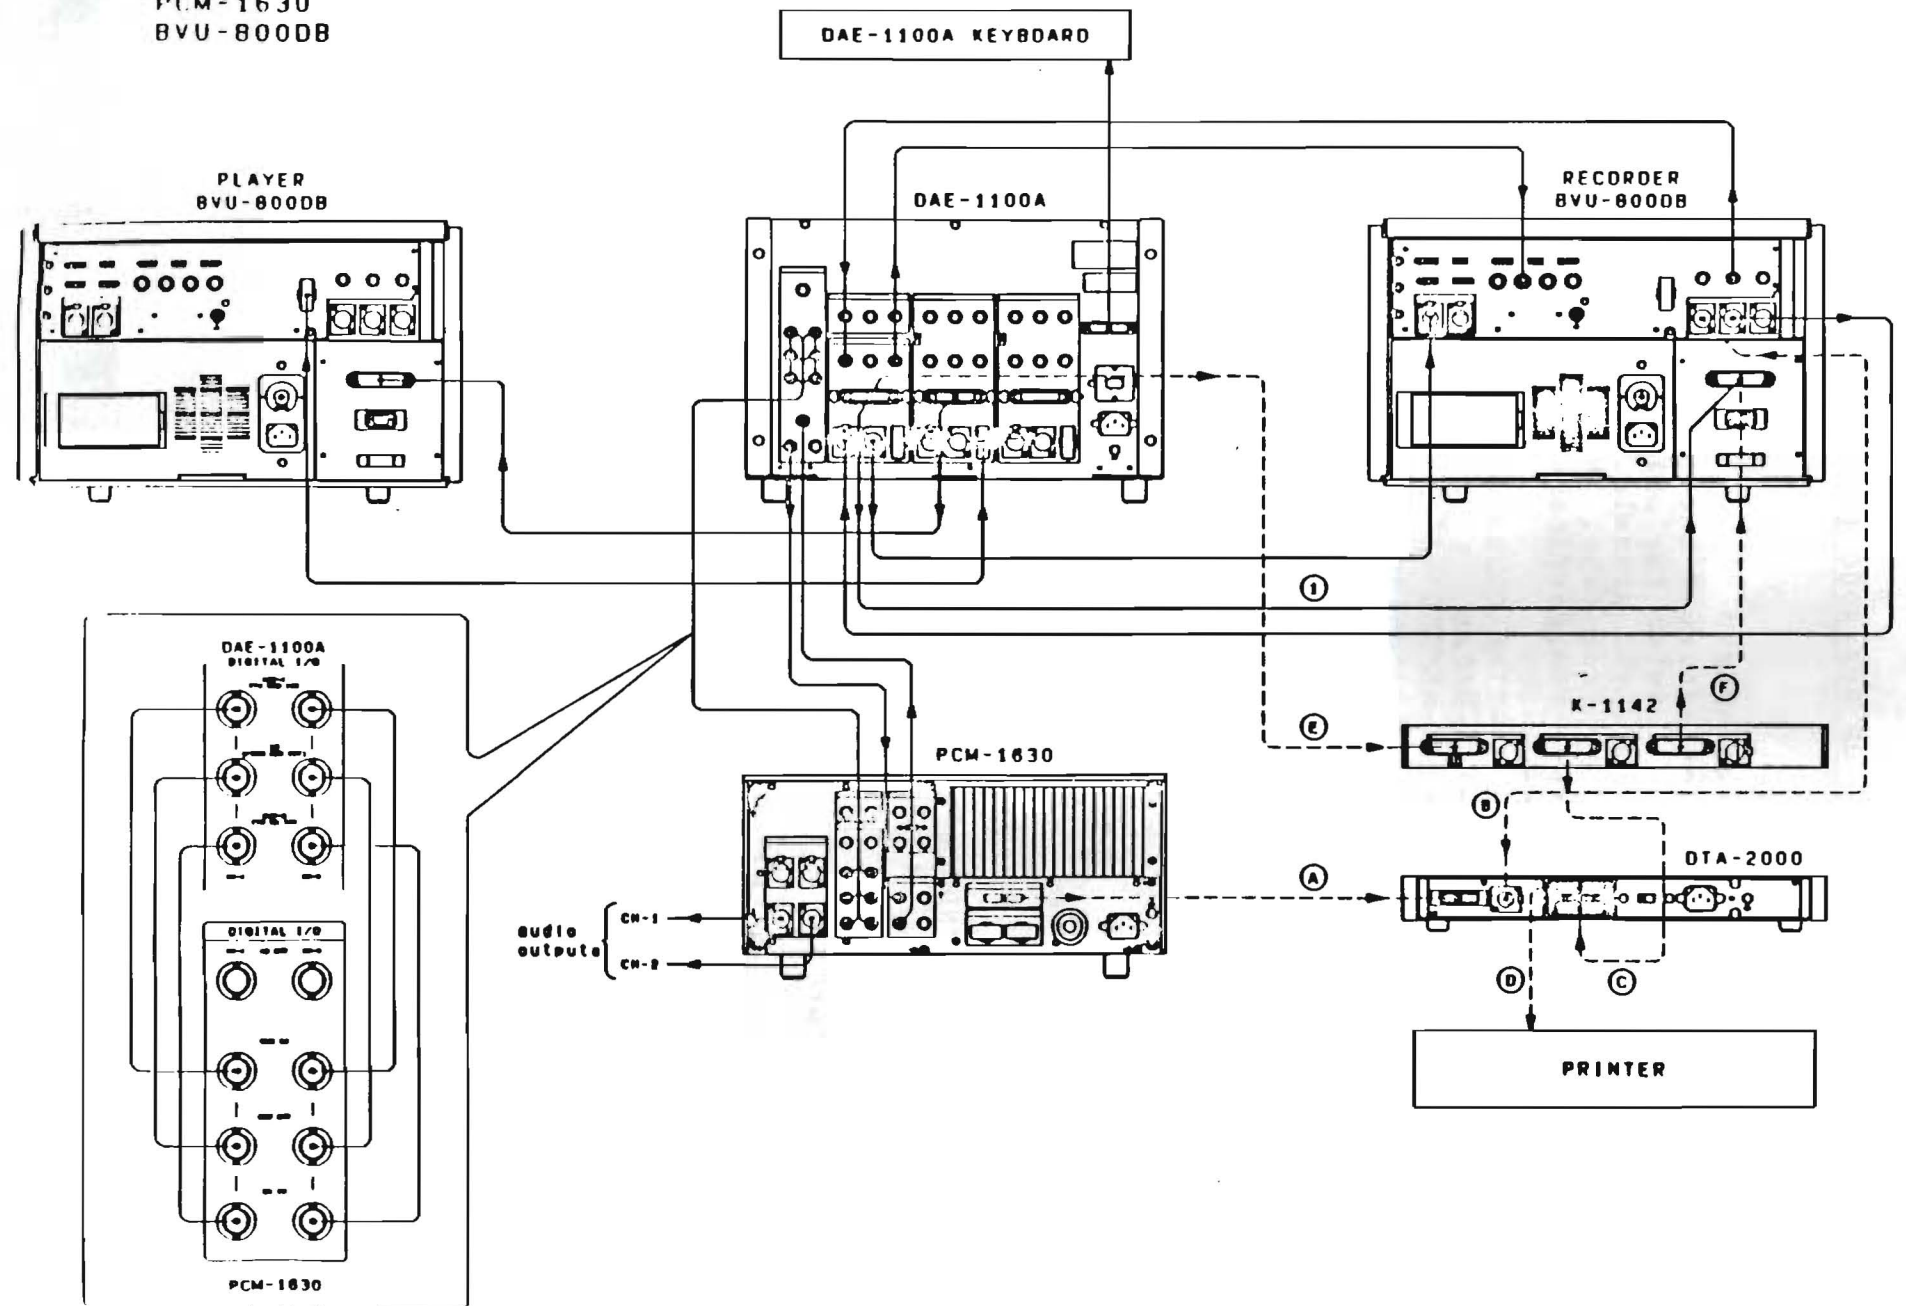 PCM-1630
BVU-800DB
DAE-1100A KEYBOARD
PLAYER
BVU-800DB
DAE-1100A
RECORDER
BVU-800DB
1
F
K-1142
E
DAE-1100A
DIGITAL I/O
PCM-1630
B
DTA-2000
A
audio
outputs
CH-1
CH-2
DIGITAL I/O
D
C
PRINTER
PCM-1630